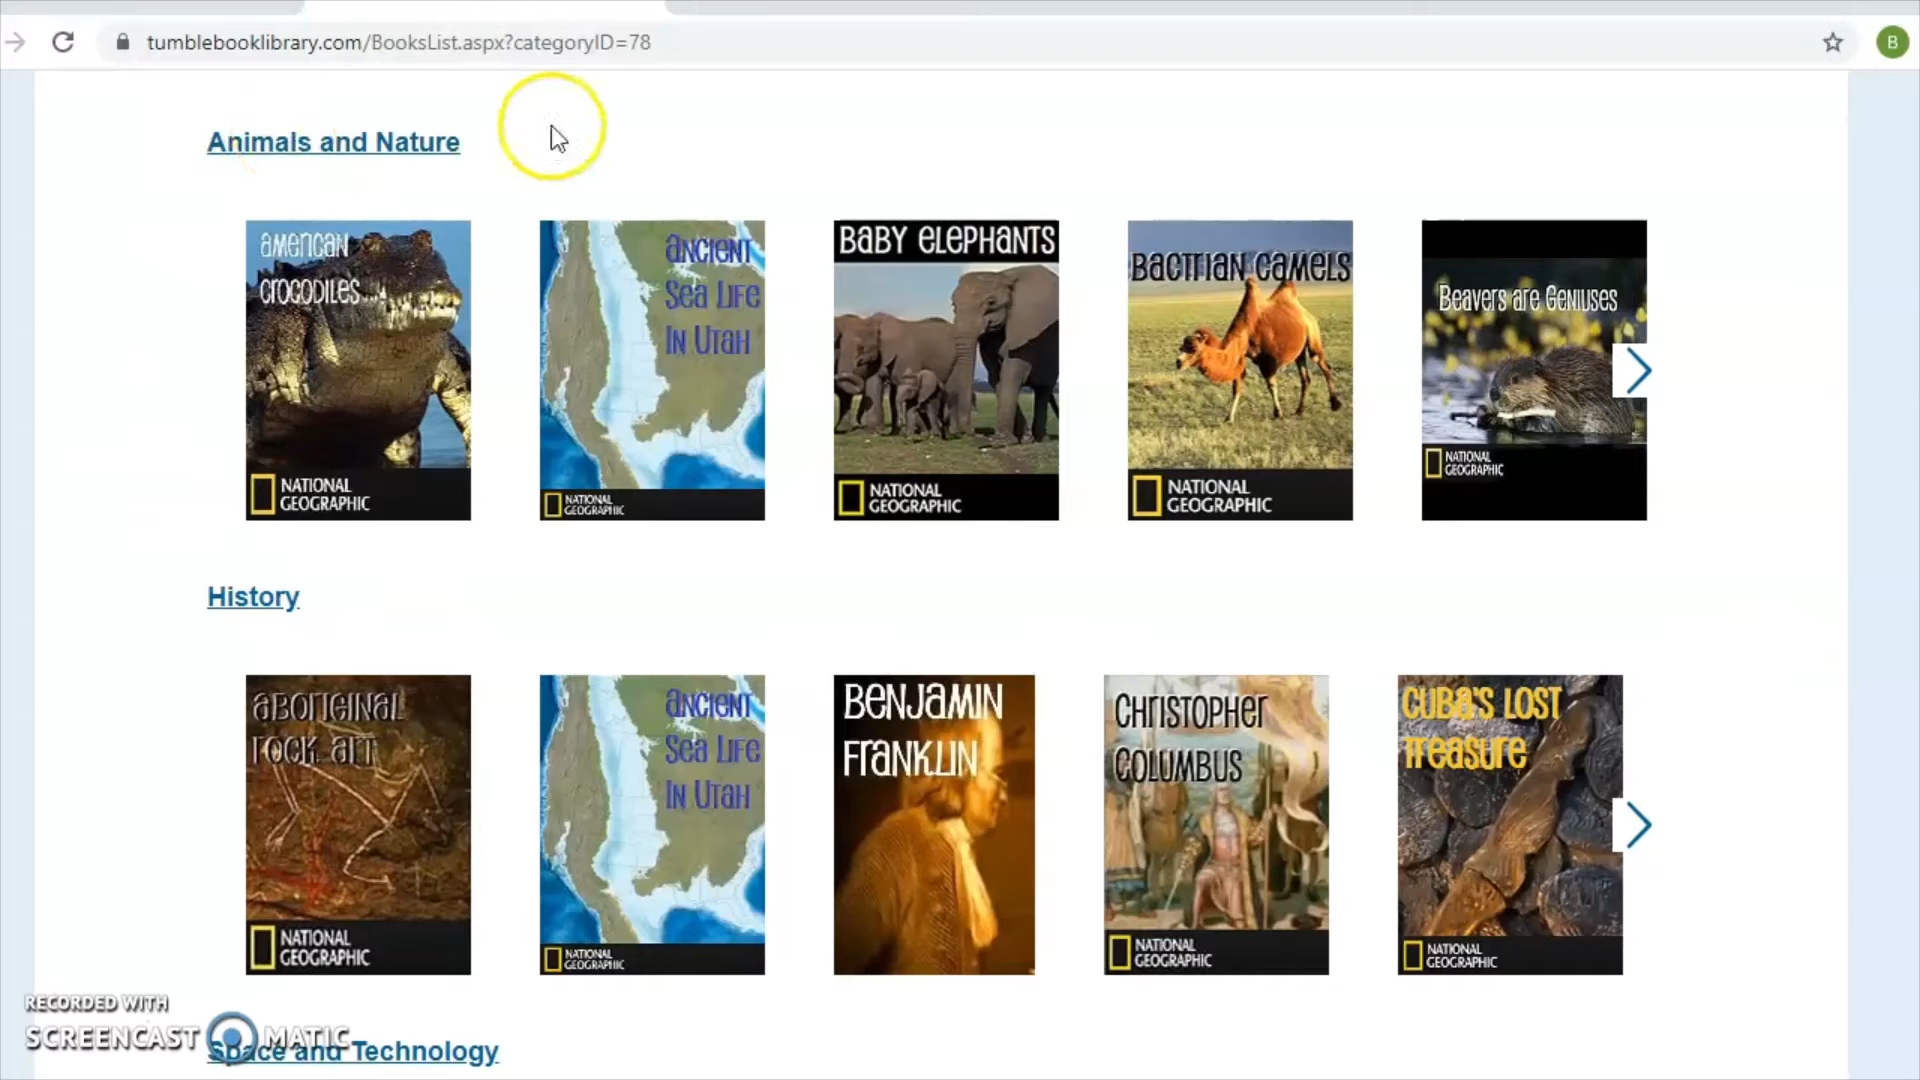 tumblebooklibrary.com/BooksList.aspx?categoryID=78
B
Animals and Nature
American
Crocodiles
NATIONAL
GEOGRAPHIC
Ancient
Sea Life
In Utah
NATIONAL
GEOGRAPHIC
Baby Elephants
NATIONAL
GEOGRAPHIC
Bactrian Camels
NATIONAL
GEOGRAPHIC
Beavers are Geniuses
NATIONAL
GEOGRAPHIC
History
Aboriginal
Rock Art
NATIONAL
GEOGRAPHIC
Ancient
Sea Life
In Utah
NATIONAL
GEOGRAPHIC
Benjamin
Franklin
Christopher
Columbus
NATIONAL
GEOGRAPHIC
Cuba's Lost
Treasure
NATIONAL
GEOGRAPHIC
RECORDED WITH
SCREENCAST MATIC
Space and Technology